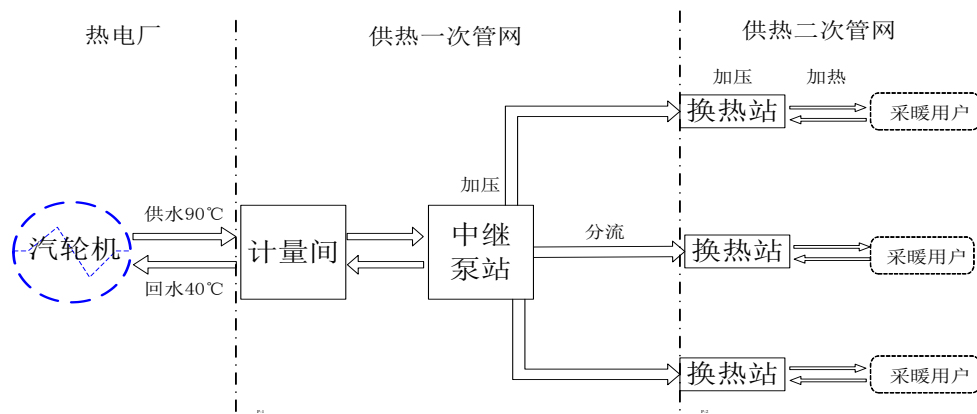 热电厂
供热一次管网
供热二次管网
加压
加热
换热站
采暖用户
加压
供水90℃
汽轮机
回水40℃
计量间
中继
泵站
分流
换热站
采暖用户
换热站
采暖用户